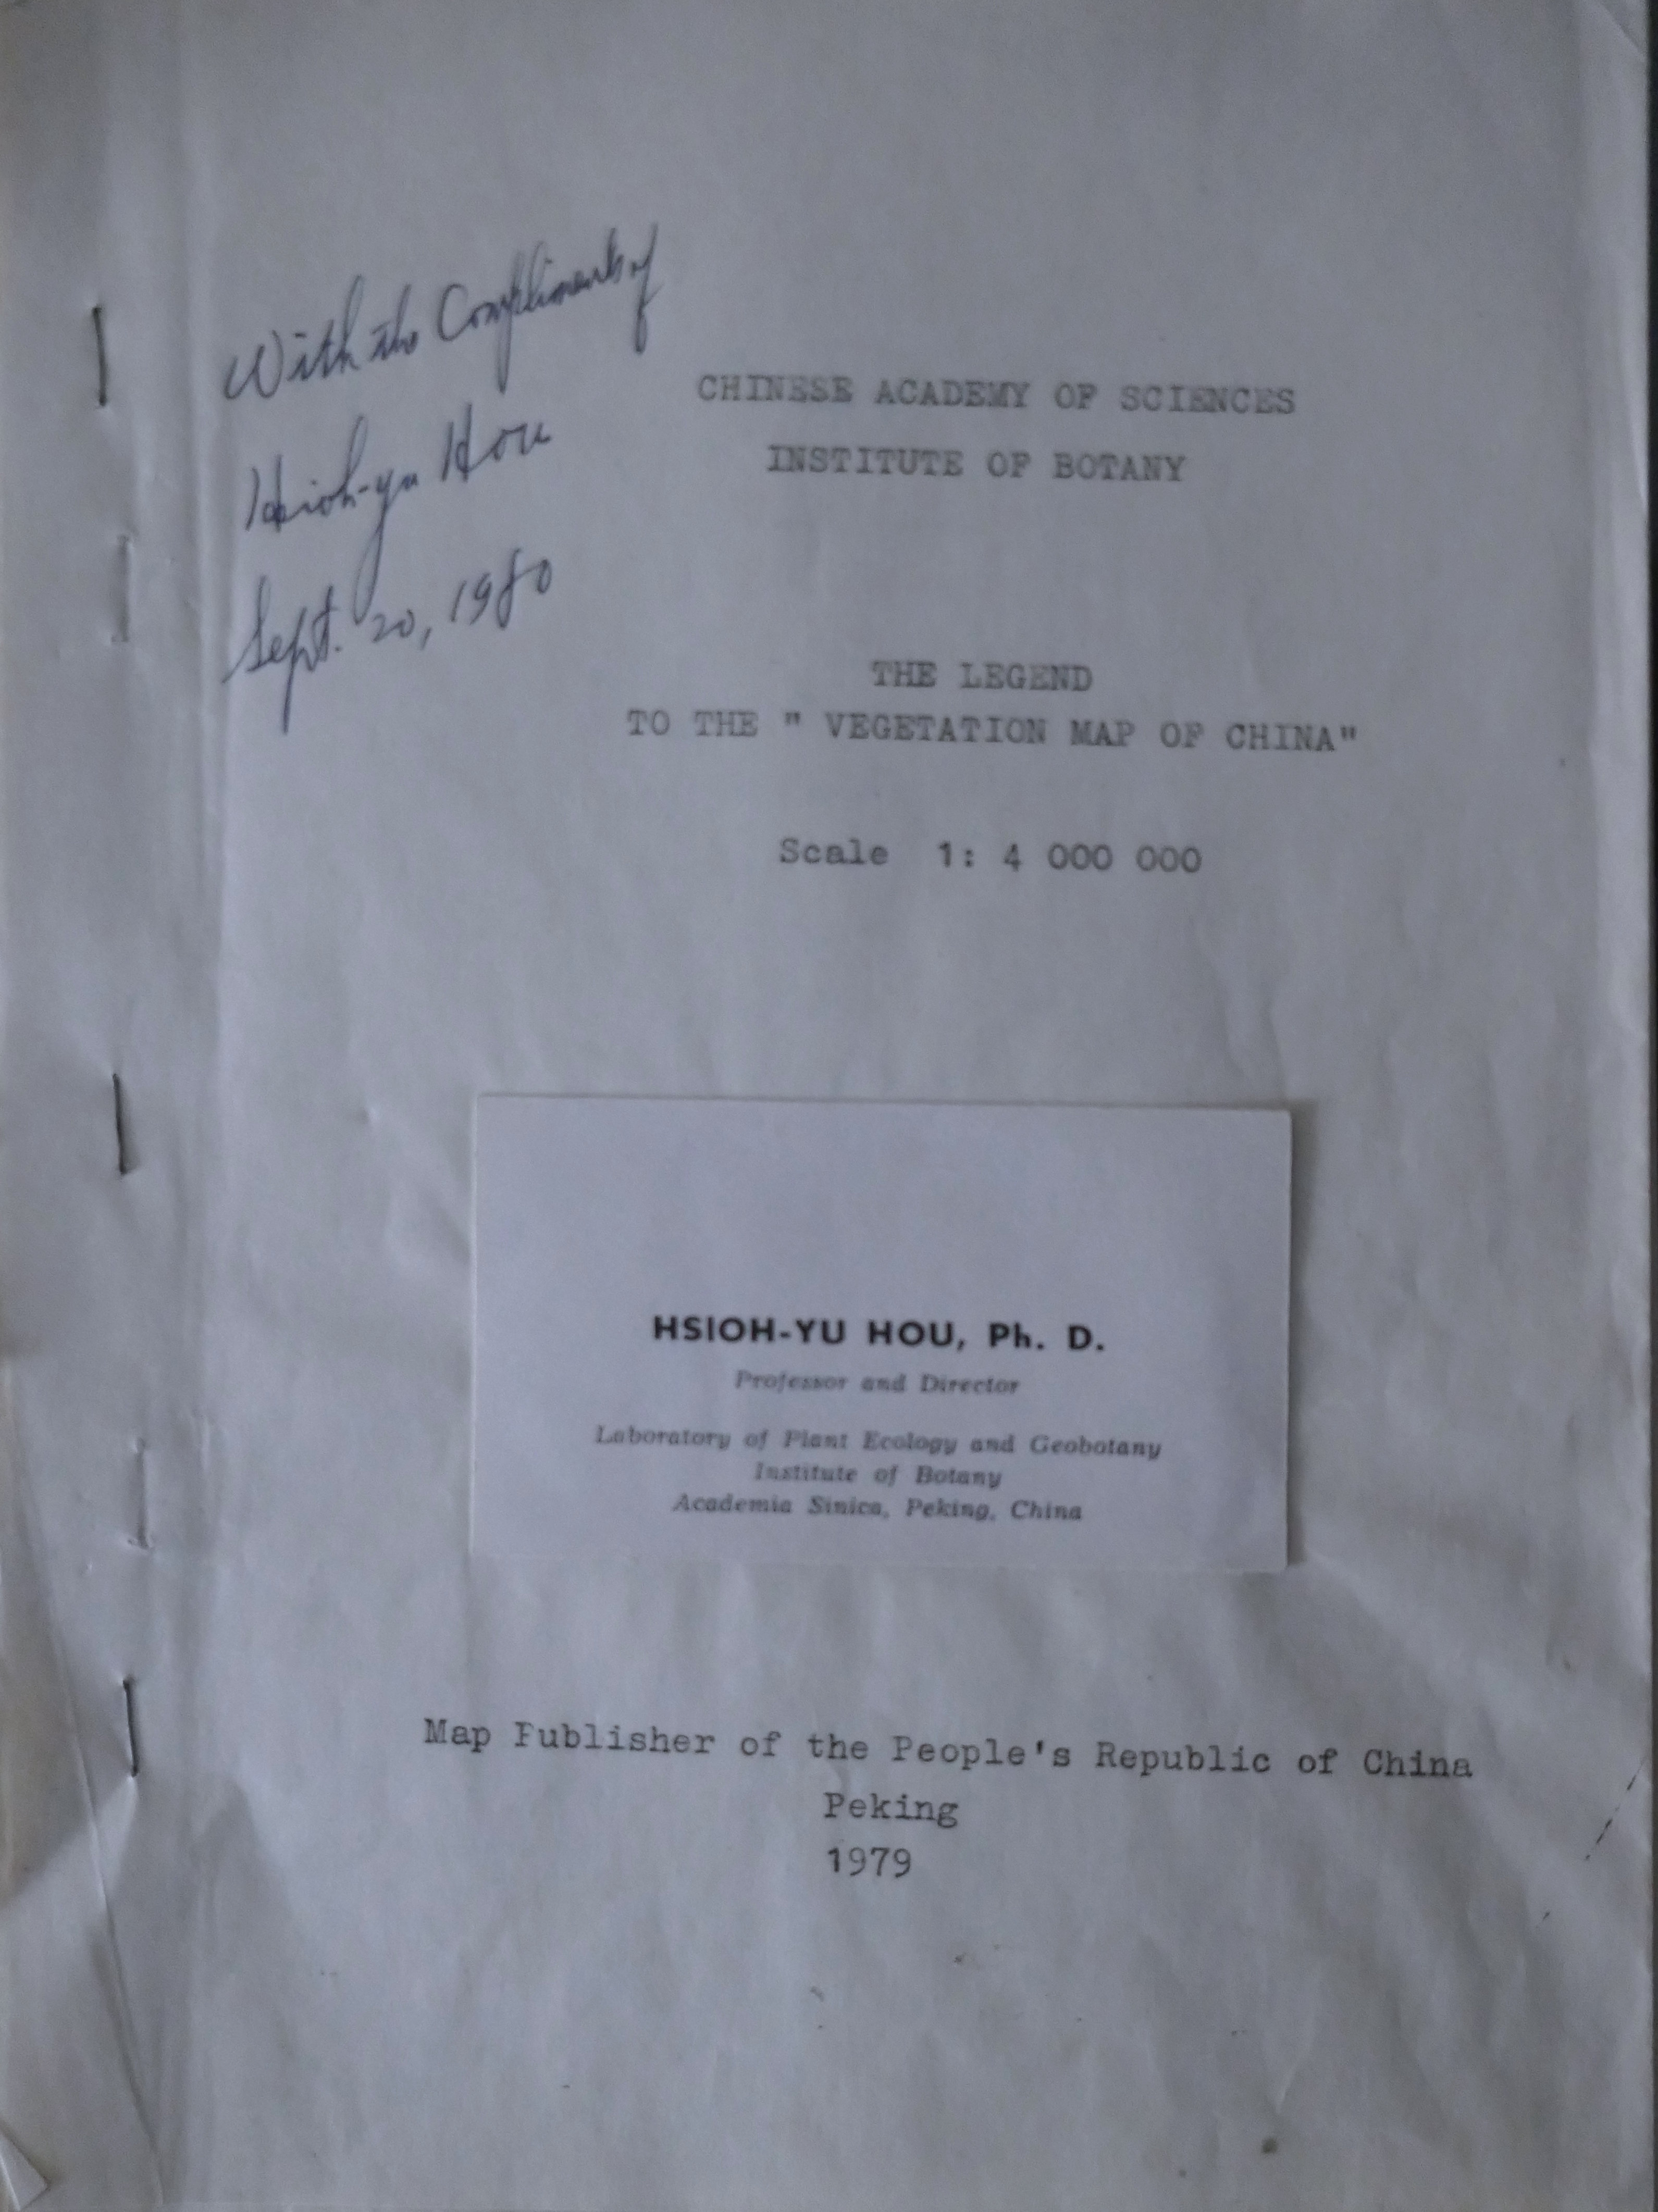 With the Compliments of
Hsioh-yu Hou
Sept. 20, 1980
CHINESE ACADEMY OF SCIENCES
INSTITUTE OF BOTANY
THE LEGEND
TO THE " VEGETATION MAP OF CHINA"
Scale 1: 4 000 000
HSIOH-YU HOU, Ph. D.
Professor and Director
Laboratory of Plant Ecology and Geobotany
Institute of Botany
Academia Sinica, Peking, China
Map Publisher of the People's Republic of China
Peking
1979